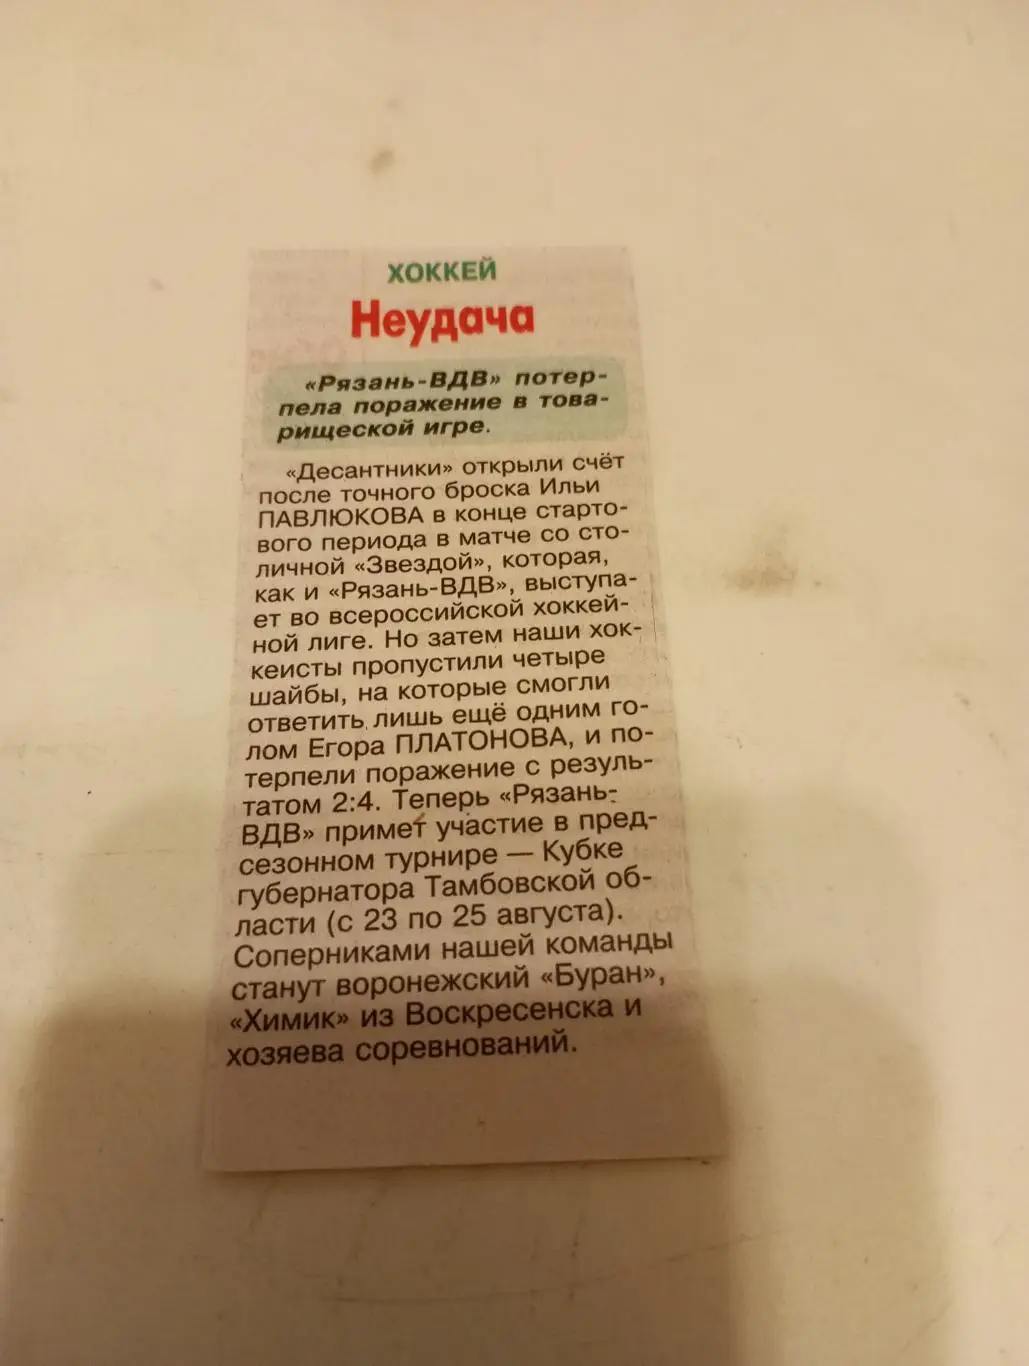 ХОККЕЙ
Неудача
«Рязань-ВДВ» потер-
пела поражение в това-
рищеской игре.
«Десантники» открыли счёт
после точного броска Ильи
ПАВЛЮКОВА в конце старто-
вого периода в матче со сто-
личной «Звездой», которая,
как и «Рязань-ВДВ», выступа-
ет во всероссийской хоккей-
ной лиге. Но затем наши хок-
кеисты пропустили четыре
шайбы, на которые смогли
ответить лишь ещё одним го-
лом Егора ПЛАТОНОВА, и по-
терпели поражение с резуль-
татом 2:4. Теперь «Рязань-
ВДВ» примет участие в пред-
сезонном турнире — Кубке
губернатора Тамбовской об-
ласти (с 23 по 25 августа).
Соперниками нашей команды
станут воронежский «Буран»,
«Химик» из Воскресенска и
хозяева соревнований.